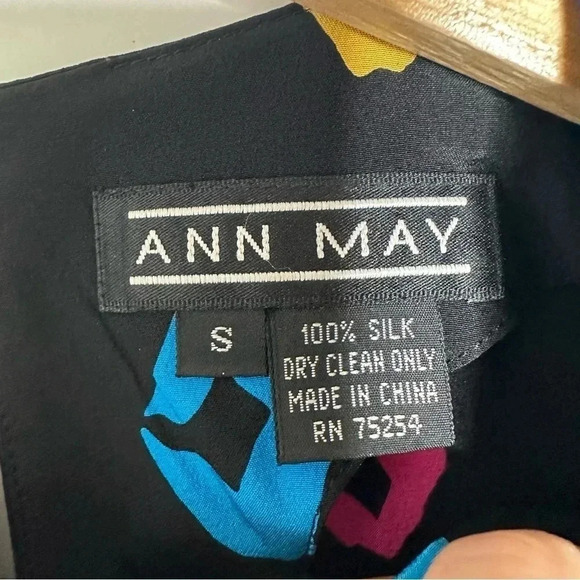 ANN MAY
S
100% SILK
DRY CLEAN ONLY
MADE IN CHINA
RN 75254